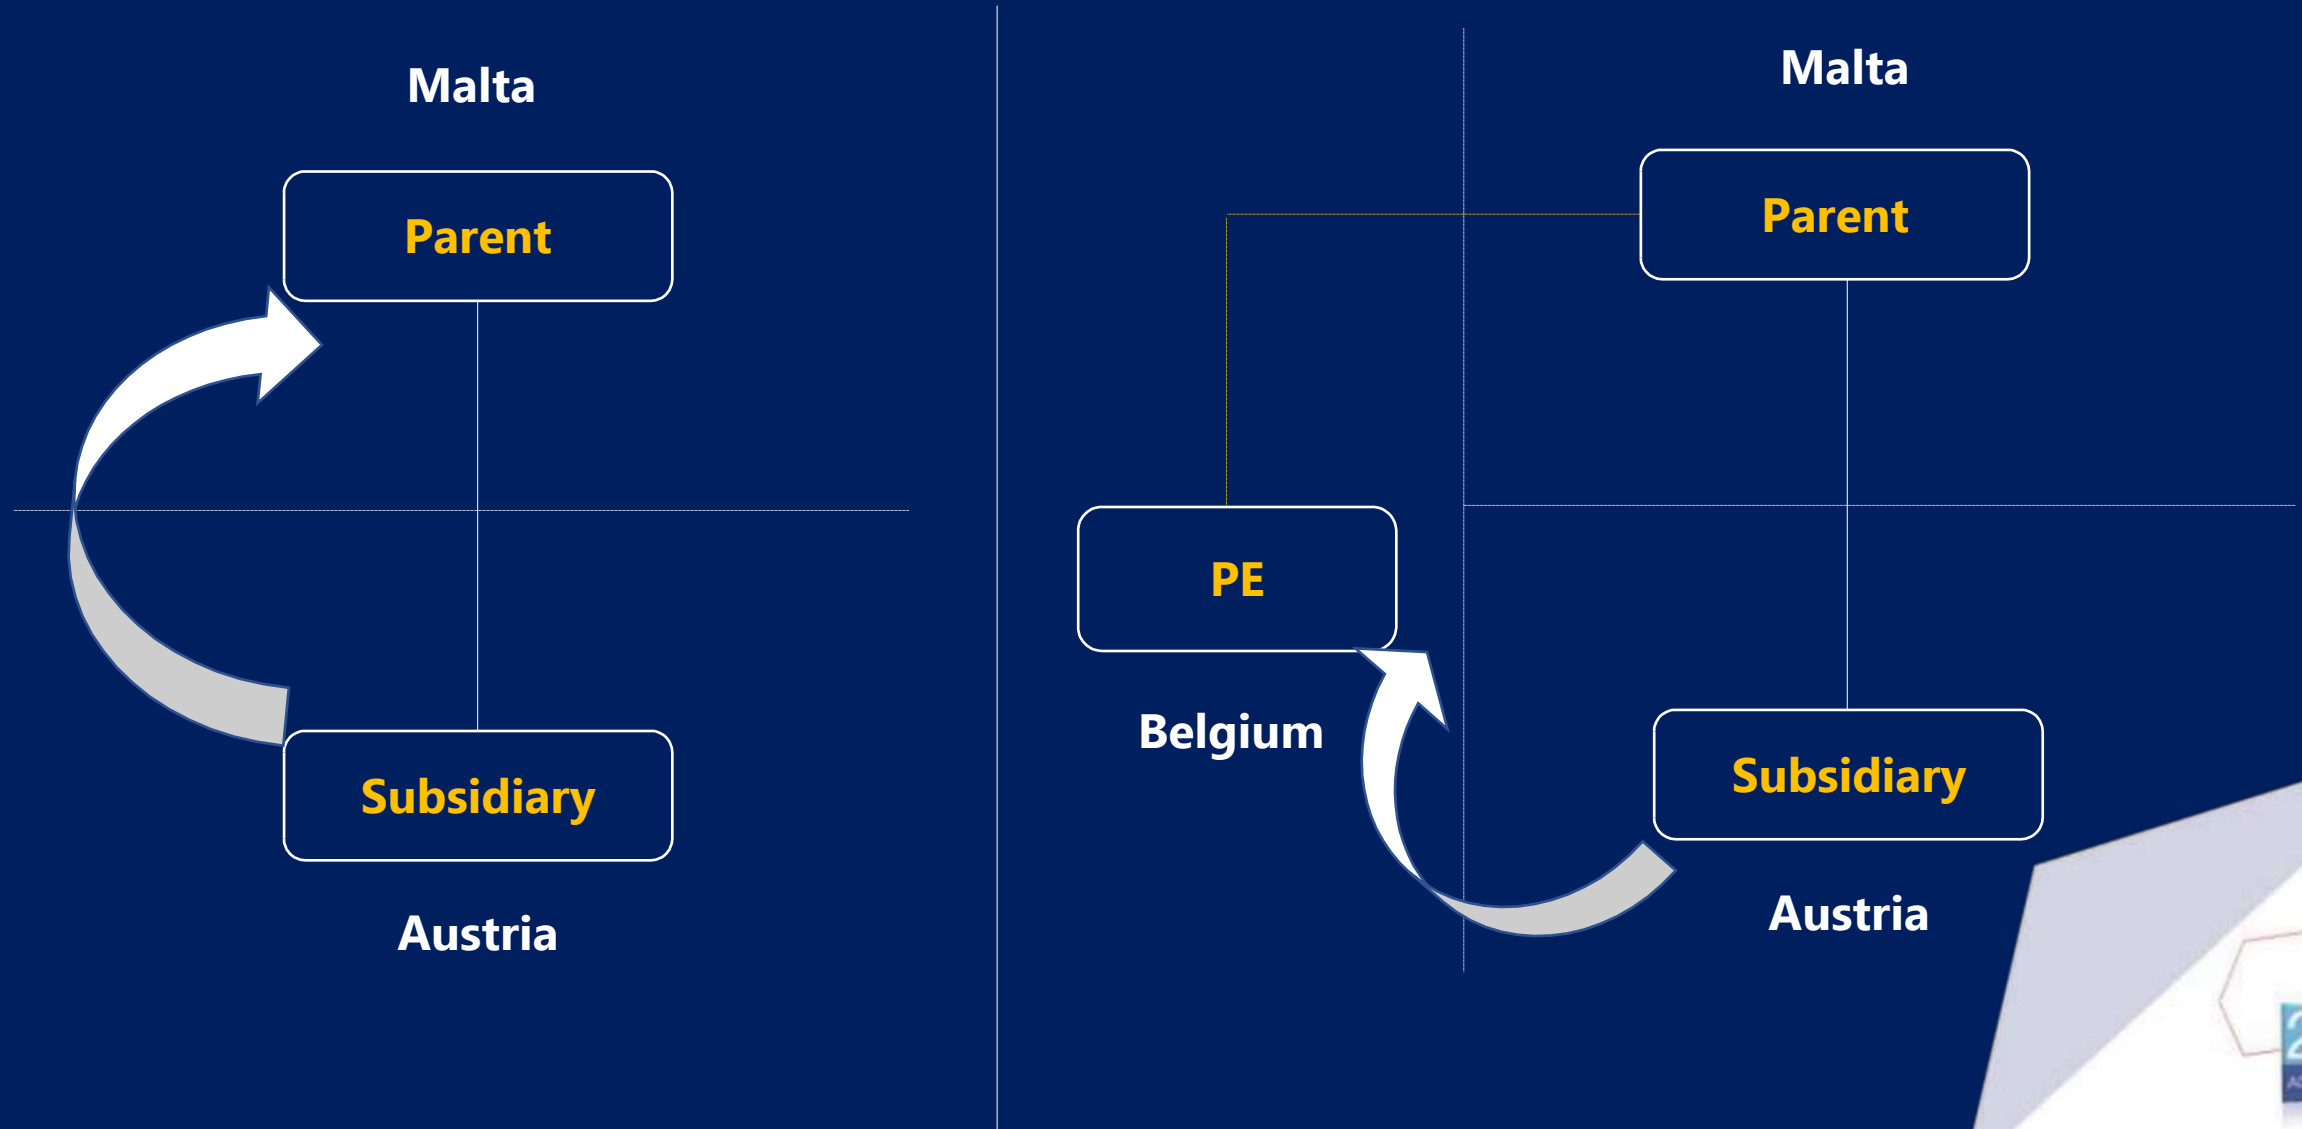 Malta
Parent
Subsidiary
Austria
Malta
Parent
PE
Belgium
Subsidiary
Austria